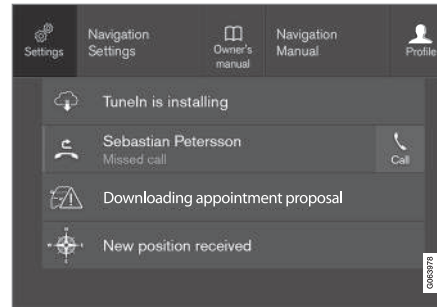 Settings
Navigation
Settings
Owner's
manual
Navigation
Manual
Profile
TuneIn is installing
Sebastian Petersson
Missed call
Call
Downloading appointment proposal
New position received
G063978